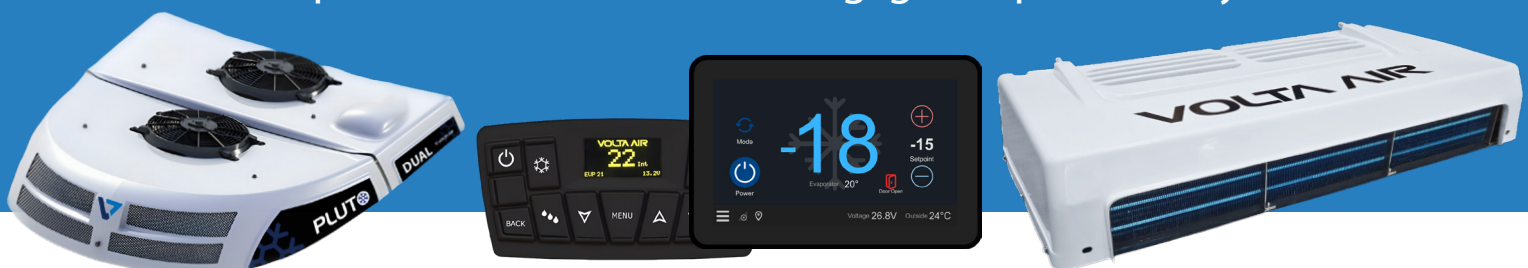 PLUTO
DUAL
VOLTA AIR
22 Int
EUP 21 13.2V
BACK
MENU
Mode
Power
-18
Evaporator 20°
Door Open
-15
Setpoint
Voltage 26.8V Outside 24°C
VOLTA AIR